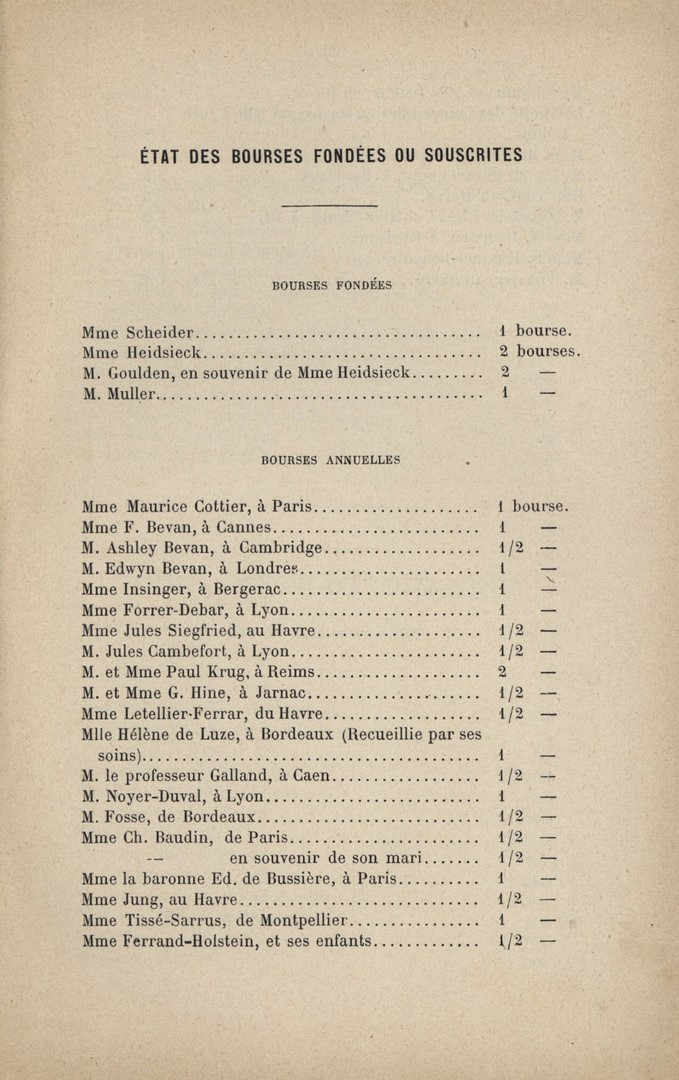 ÉTAT DES BOURSES FONDÉES OU SOUSCRITES
BOURSES FONDÉES
Mme Scheider.................................. 1 bourse.
Mme Heidsieck................................. 2 bourses.
M. Goulden, en souvenir de Mme Heidsieck......... 2 —
M. Muller....................................... 1 —
BOURSES ANNUELLES
Mme Maurice Cottier, à Paris.................... 1 bourse.
Mme F. Bevan, à Cannes......................... 1 —
M. Ashley Bevan, à Cambridge................... 1/2 —
M. Edwyn Bevan, à Londres...................... 1 —
Mme Insinger, à Bergerac........................ 1 —
Mme Forrer-Debar, à Lyon....................... 1 —
Mme Jules Siegfried, au Havre.................... 1/2 —
M. Jules Cambefort, à Lyon....................... 1/2 —
M. et Mme Paul Krug, à Reims.................... 2 —
M. et Mme G. Hine, à Jarnac..................... 1/2 —
Mme Letellier-Ferrar, du Havre................... 1/2 —
Mlle Hélène de Luze, à Bordeaux (Recueillie par ses
soins)......................................... 1 —
M. le professeur Galland, à Caen.................. 1/2 —
M. Noyer-Duval, à Lyon.......................... 1 —
M. Fosse, de Bordeaux........................... 1/2 —
Mme Ch. Baudin, de Paris....................... 1/2 —
— en souvenir de son mari....... 1/2 —
Mme la baronne Ed. de Bussière, à Paris.......... 1 —
Mme Jung, au Havre............................. 1/2 —
Mme Tissé-Sarrus, de Montpellier................ 1 —
Mme Ferrand-Holstein, et ses enfants............. 1/2 —